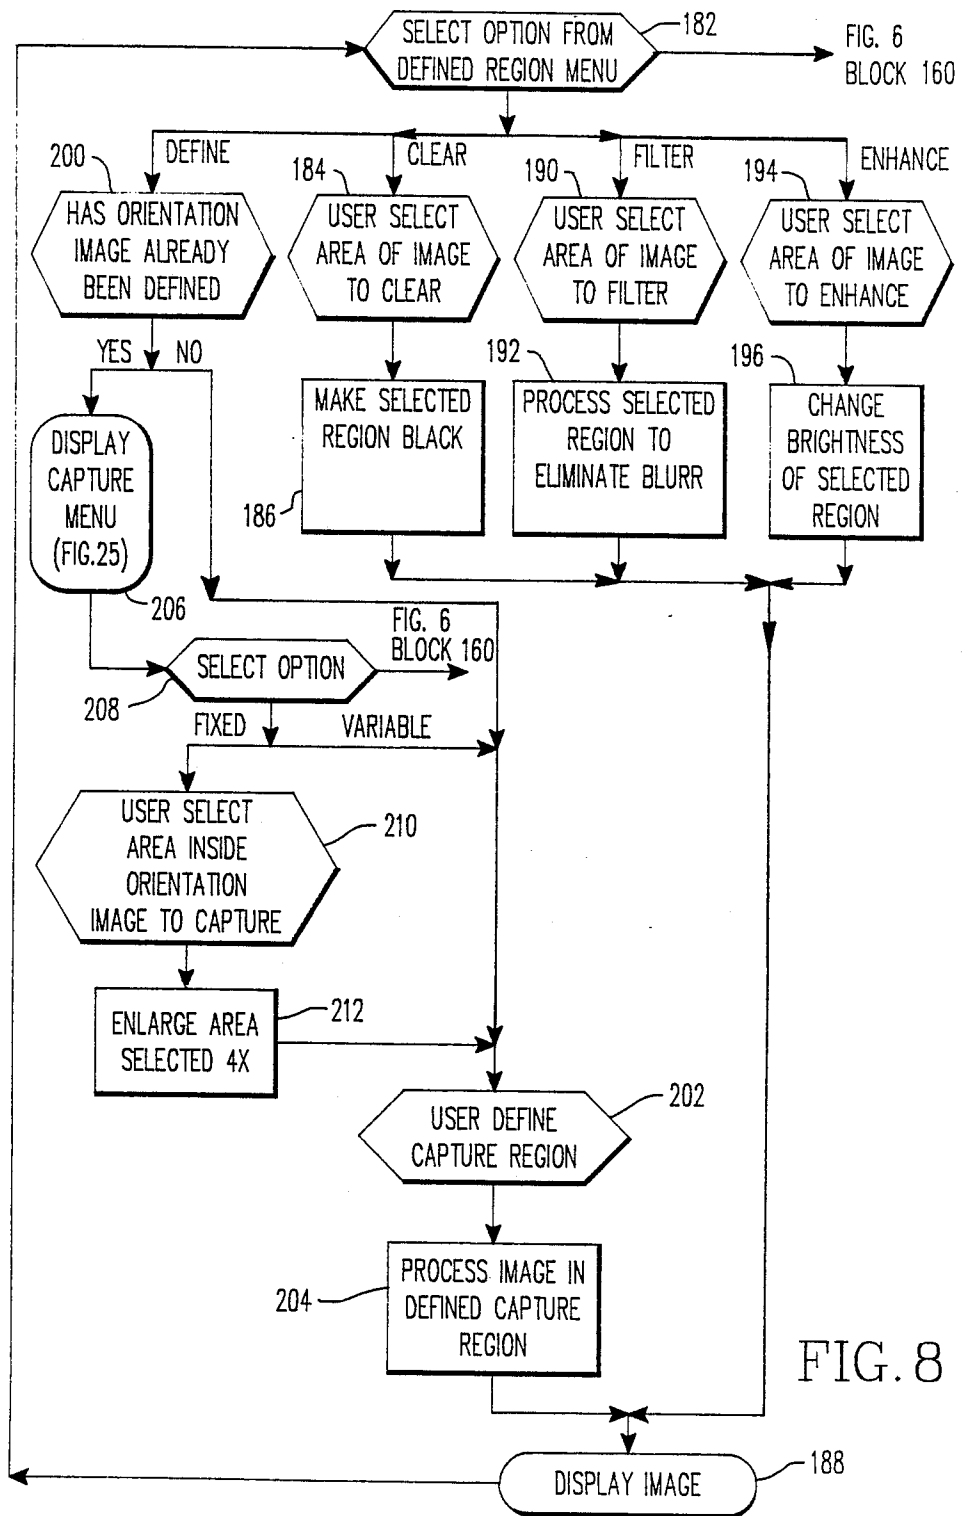 SELECT OPTION FROM
DEFINED REGION MENU
182
FIG. 6
BLOCK 160
DEFINE
CLEAR
FILTER
ENHANCE
200
HAS ORIENTATION
IMAGE ALREADY
BEEN DEFINED
184
USER SELECT
AREA OF IMAGE
TO CLEAR
190
USER SELECT
AREA OF IMAGE
TO FILTER
194
USER SELECT
AREA OF IMAGE
TO ENHANCE
YES
NO
DISPLAY
CAPTURE
MENU
(FIG.25)
206
MAKE SELECTED
REGION BLACK
186
192
PROCESS SELECTED
REGION TO
ELIMINATE BLURR
196
CHANGE
BRIGHTNESS
OF SELECTED
REGION
SELECT OPTION
208
FIG. 6
BLOCK 160
FIXED
VARIABLE
USER SELECT
AREA INSIDE
ORIENTATION
IMAGE TO CAPTURE
210
ENLARGE AREA
SELECTED 4X
212
USER DEFINE
CAPTURE REGION
202
PROCESS IMAGE IN
DEFINED CAPTURE
REGION
204
FIG. 8
DISPLAY IMAGE
188